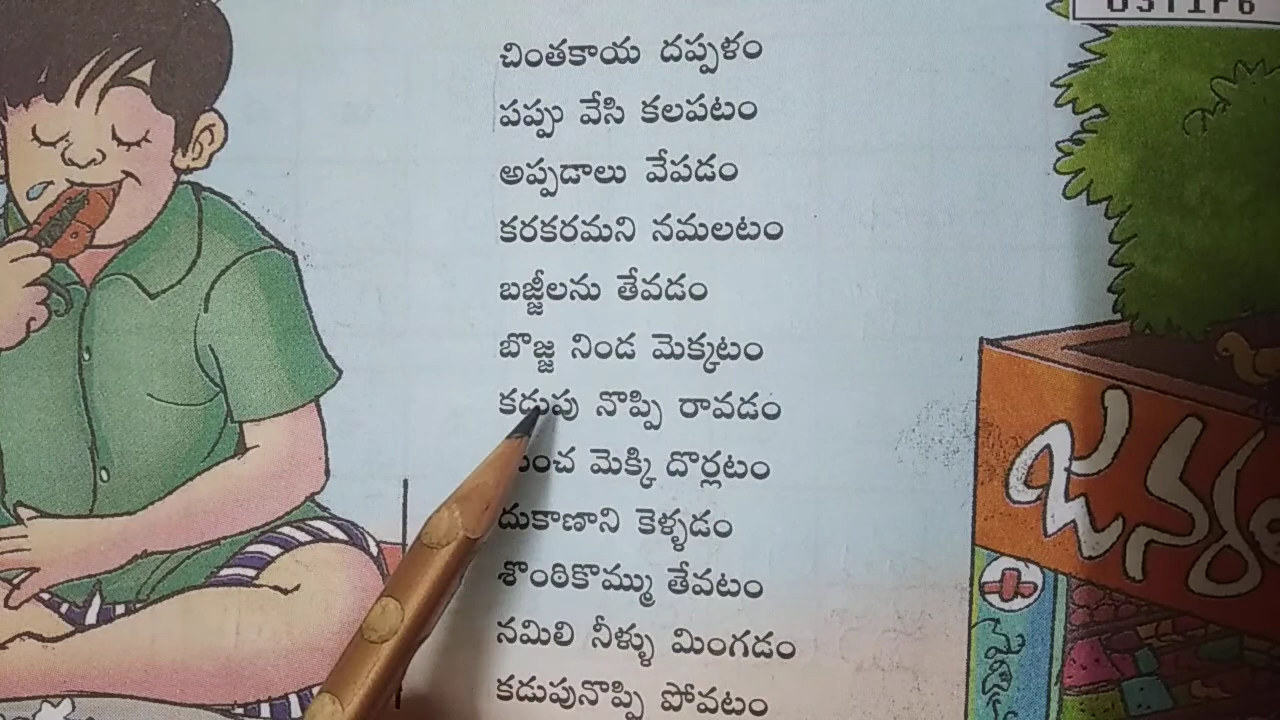 U3T1F6
చింతకాయ దప్పళం
పప్పు వేసి కలపటం
అప్పడాలు వేపడం
కరకరమని నమలటం
బజ్జీలను తేవడం
బొజ్జ నిండ మెక్కటం
కడుపు నొప్పి రావడం
మెక్కి దొర్లటం
దుకాణాని కెళ్ళడం
శొంఠికొమ్ము తేవటం
నమిలి నీళ్ళు మింగడం
కడుపునొప్పి పోవటం